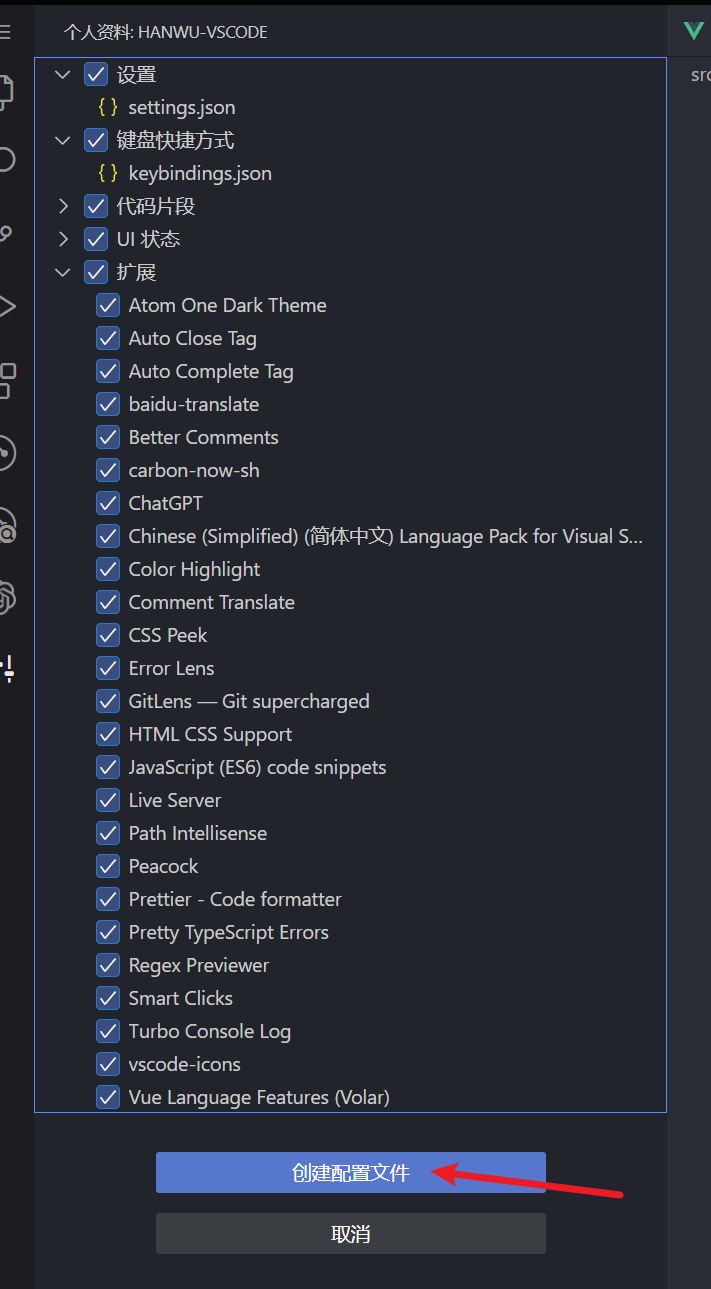 个人资料: HANWU-VSCODE
src
设置
{ } settings.json
键盘快捷方式
{ } keybindings.json
代码片段
UI 状态
扩展
Atom One Dark Theme
Auto Close Tag
Auto Complete Tag
baidu-translate
Better Comments
carbon-now-sh
ChatGPT
Chinese (Simplified) (简体中文) Language Pack for Visual S...
Color Highlight
Comment Translate
CSS Peek
Error Lens
GitLens — Git supercharged
HTML CSS Support
JavaScript (ES6) code snippets
Live Server
Path Intellisense
Peacock
Prettier - Code formatter
Pretty TypeScript Errors
Regex Previewer
Smart Clicks
Turbo Console Log
vscode-icons
Vue Language Features (Volar)
创建配置文件
取消